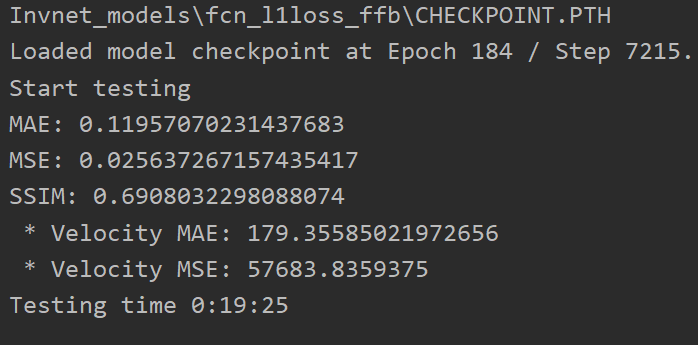 Invnet_models\fcn_l1loss_ffb\CHECKPOINT.PTH
Loaded model checkpoint at Epoch 184 / Step 7215.
Start testing
MAE: 0.11957070231437683
MSE: 0.025637267157435417
SSIM: 0.6908032298088074
 * Velocity MAE: 179.35585021972656
 * Velocity MSE: 57683.8359375
Testing time 0:19:25